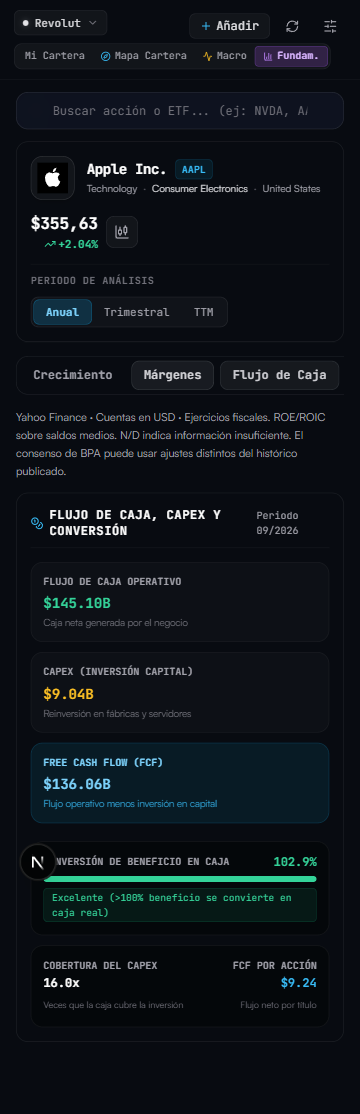 Revolut
Añadir
Mi Cartera Mapa Cartera Macro Fundam.
Buscar acción o ETF... (ej: NVDA,
Apple Inc. AAPL
Technology · Consumer Electronics · United States
$355,63
+2.04%
PERIODO DE ANÁLISIS
Anual Trimestral TTM
Crecimiento Márgenes Flujo de Caja
Yahoo Finance · Cuentas en USD · Ejercicios fiscales. ROE/ROIC
sobre saldos medios. N/D indica información insuficiente. El
consenso de BPA puede usar ajustes distintos del histórico
publicado.
FLUJO DE CAJA, CAPEX Y
CONVERSIÓN
Periodo
09/2026
FLUJO DE CAJA OPERATIVO
$145.10B
Caja neta generada por el negocio
CAPEX (INVERSIÓN CAPITAL)
$9.04B
Reinversión en fábricas y servidores
FREE CASH FLOW (FCF)
$136.06B
Flujo operativo menos inversión en capital
NVERSIÓN DE BENEFICIO EN CAJA 102.9%
Excelente (>100% beneficio se convierte en
caja real)
COBERTURA DEL CAPEX FCF POR ACCIÓN
16.0x $9.24
Veces que la caja cubre la inversión Flujo neto por título